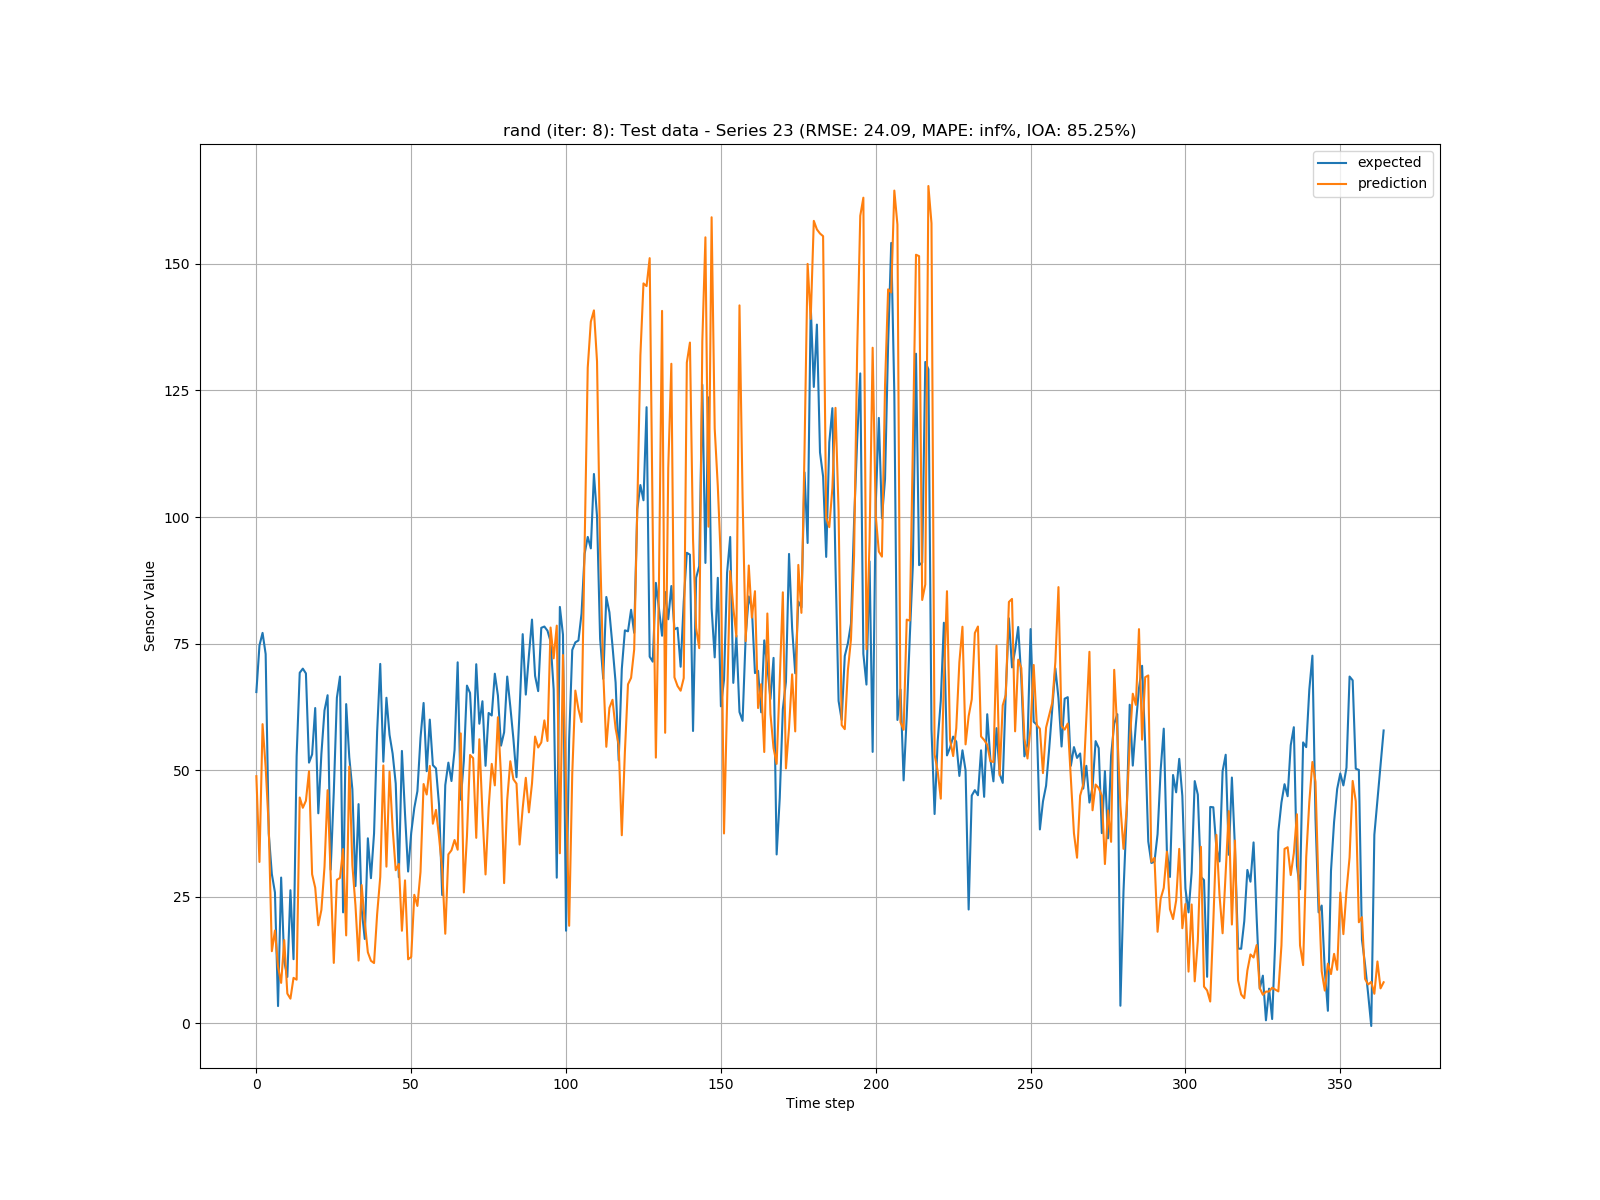 rand (iter: 8): Test data - Series 23 (RMSE: 24.09, MAPE: inf%, IOA: 85.25%)
expected
prediction
150
125
100
75
50
25
0
Sensor Value
0 50 100 150 200 250 300 350
Time step